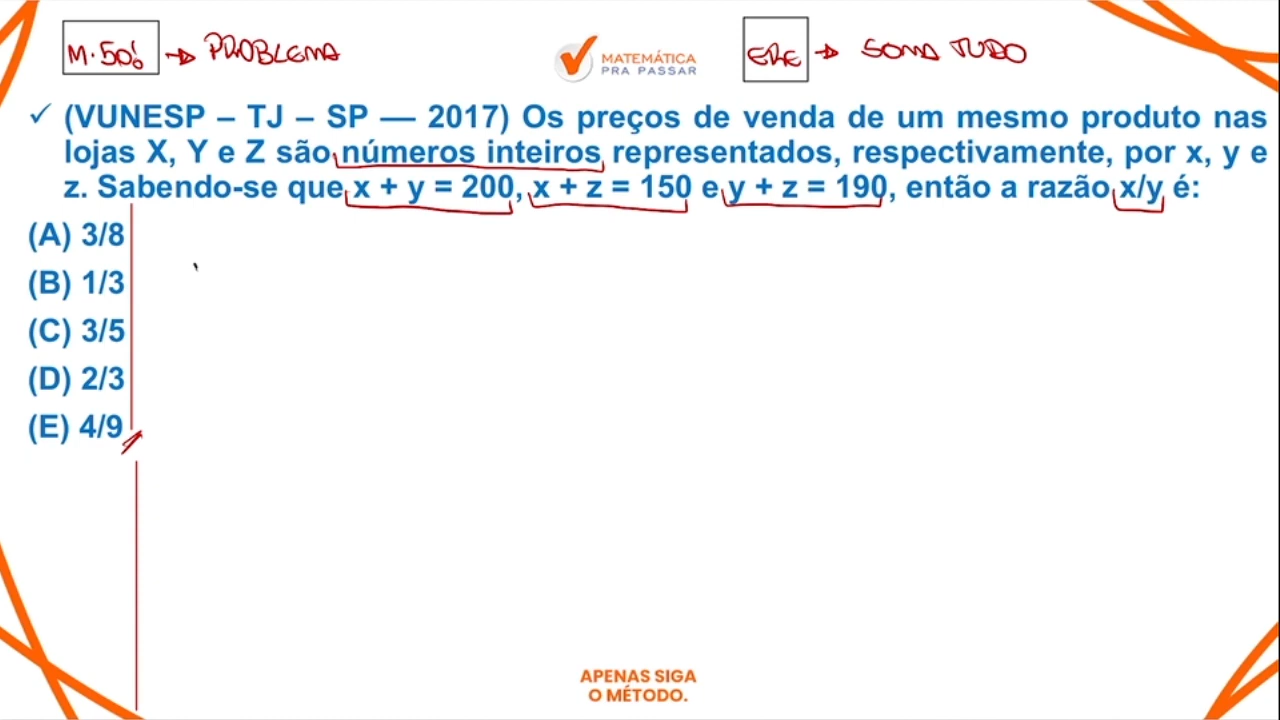 M.50! → PROBLEMA
MATEMÁTICA
PRA PASSAR
ERE → SOMA TUDO
✓ (VUNESP – TJ – SP — 2017) Os preços de venda de um mesmo produto nas
lojas X, Y e Z são números inteiros representados, respectivamente, por x, y e
z. Sabendo-se que x + y = 200, x + z = 150 e y + z = 190, então a razão x/y é:
(A) 3/8
(B) 1/3
(C) 3/5
(D) 2/3
(E) 4/9
APENAS SIGA
O MÉTODO.